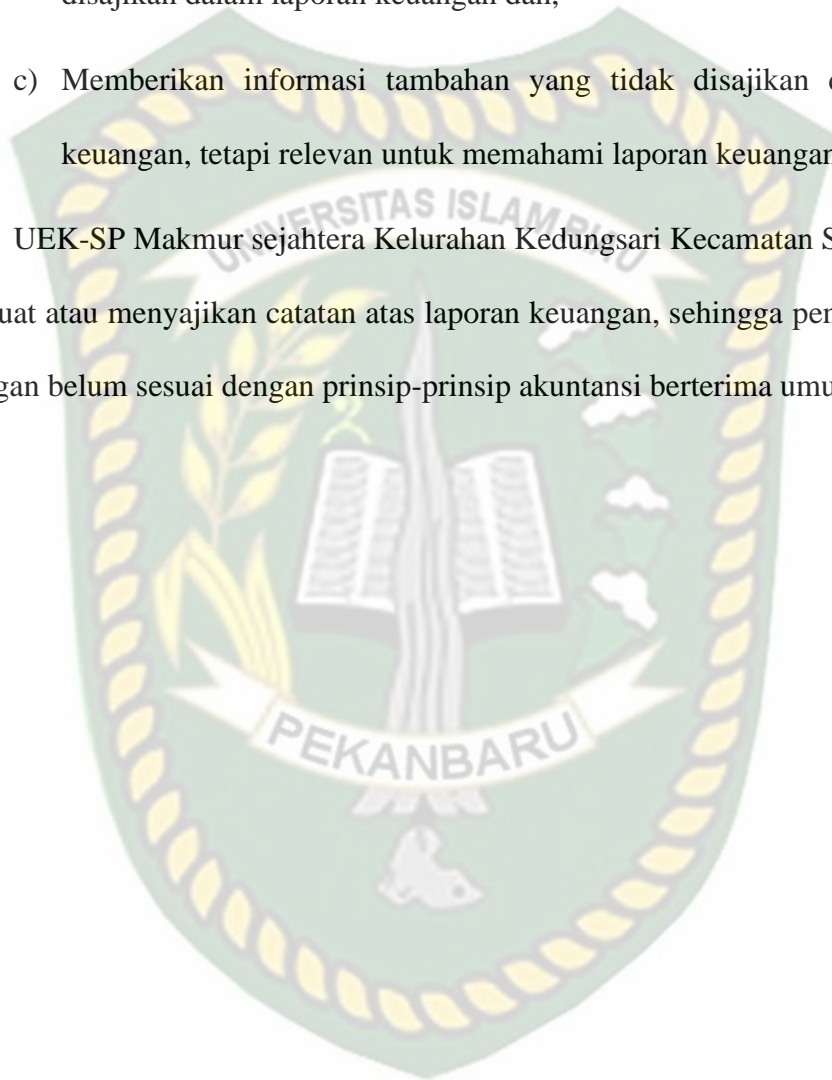 disajikan dalam laporan keuangan dan,
c) Memberikan informasi tambahan yang tidak disajikan
keuangan, tetapi relevan untuk memahami laporan keuangan
UNIVERSITAS ISLAM RIAU
UEK-SP Makmur sejahtera Kelurahan Kedungsari Kecamatan
atau menyajikan catatan atas laporan keuangan, sehingga
belum sesuai dengan prinsip-prinsip akuntansi berterima
PEKANBARU